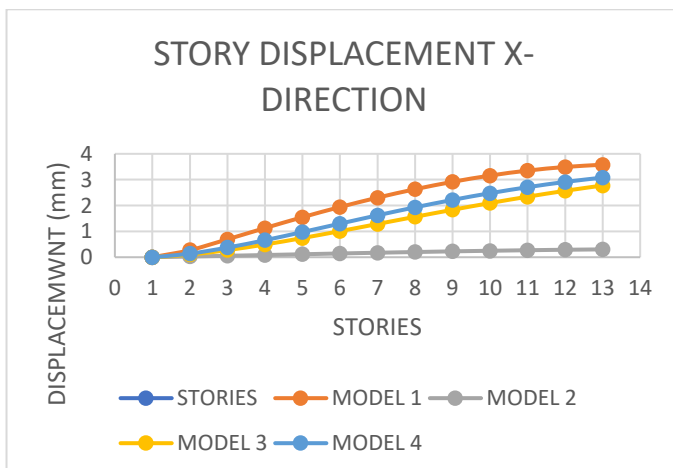 STORY DISPLACEMENT X-
DIRECTION
DISPLACEMWNT (mm)
4
3
2
1
0
0 1 2 3 4 5 6 7 8 9 10 11 12 13 14
STORIES
STORIES MODEL 1 MODEL 2
MODEL 3 MODEL 4